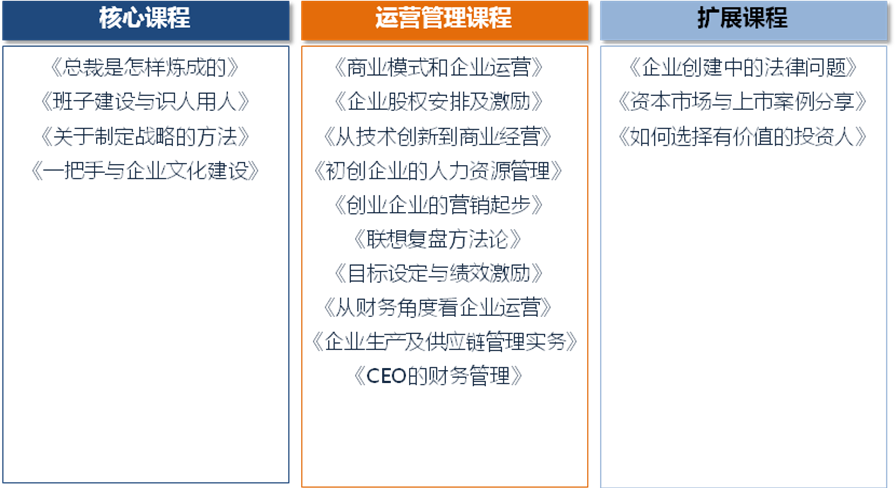 核心课程
《总裁是怎样炼成的》
《班子建设与识人用人》
《关于制定战略的方法》
《一把手与企业文化建设》
运营管理课程
《商业模式和企业运营》
《企业股权安排及激励》
《从技术创新到商业经营》
《初创企业的人力资源管理》
《创业企业的营销起步》
《联想复盘方法论》
《目标设定与绩效激励》
《从财务角度看企业运营》
《企业生产及供应链管理实务》
《CEO的财务管理》
扩展课程
《企业创建中的法律问题》
《资本市场与上市案例分享》
《如何选择有价值的投资人》